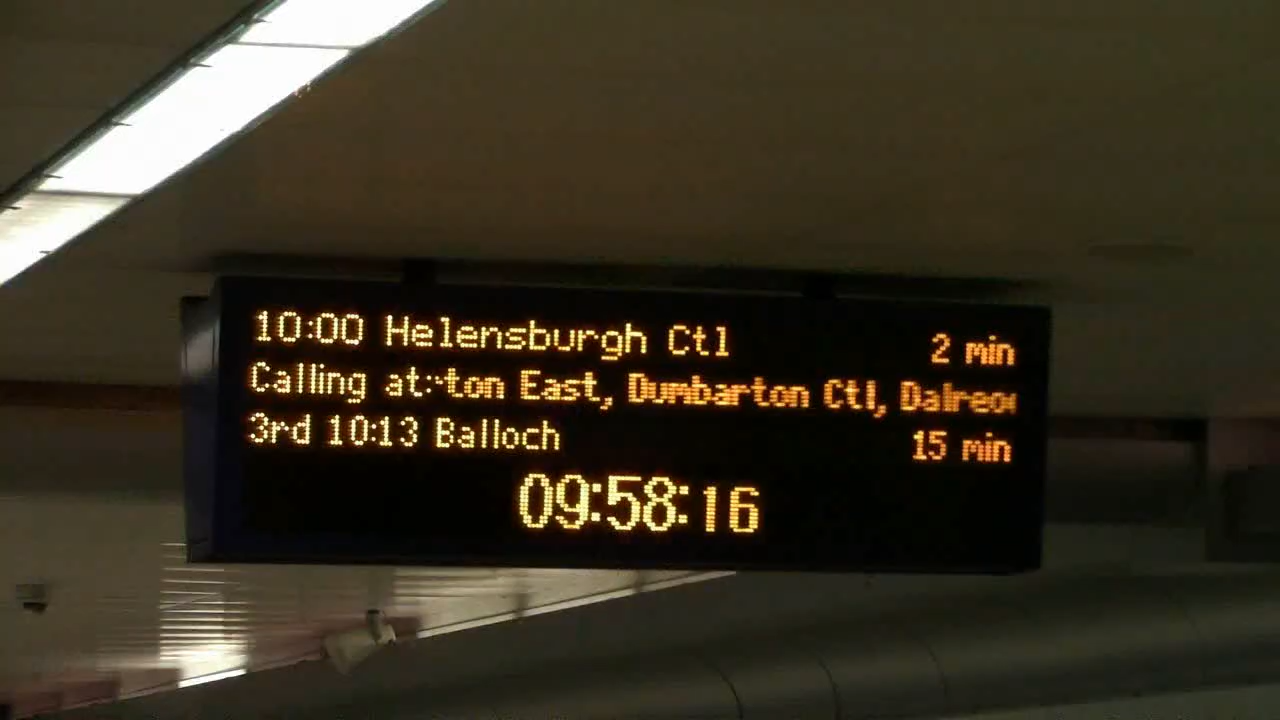 10:00 Helensburgh Ctl 2 min
Calling at: ton East, Dumbarton Ctl, Dalreo
3rd 10:13 Balloch 15 min
09:58:16